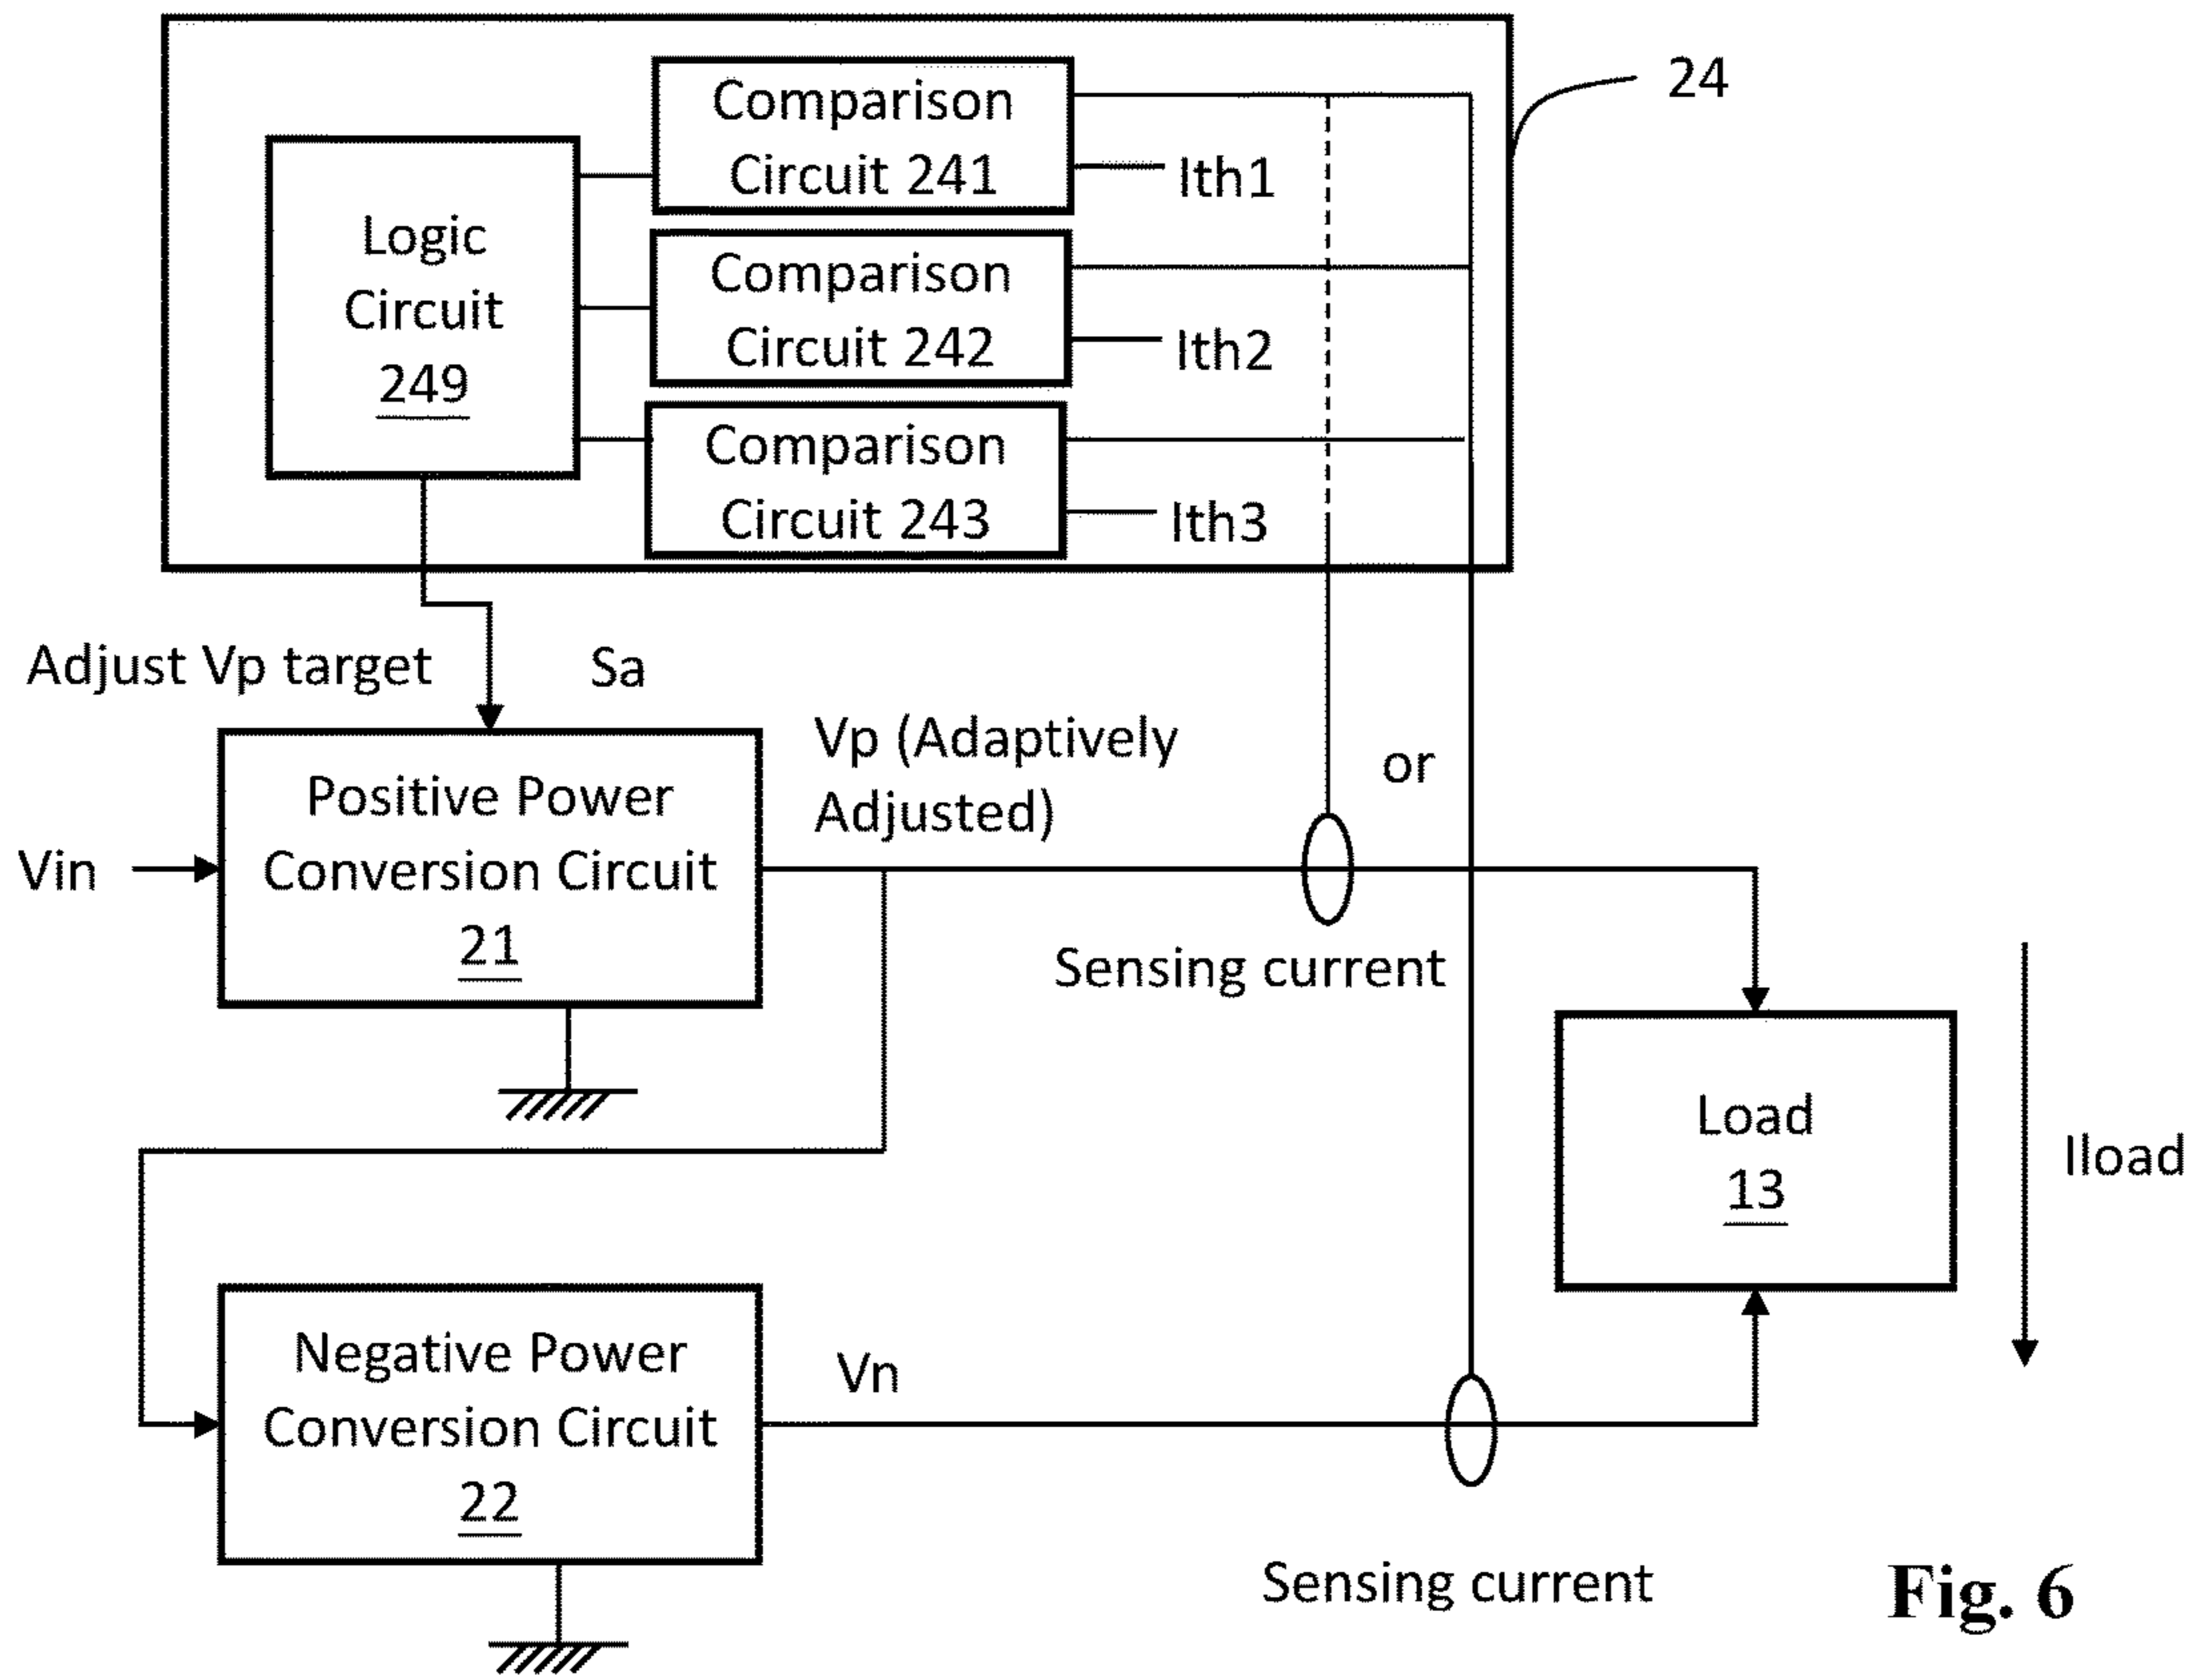 24
Comparison
Circuit 241
Ith1
Logic
Circuit
249
Comparison
Circuit 242
Ith2
Comparison
Circuit 243
Ith3
Adjust Vp target
Sa
Vp (Adaptively
Adjusted)
or
Vin
Positive Power
Conversion Circuit
21
Sensing current
Load
13
Iload
Negative Power
Conversion Circuit
22
Vn
Sensing current
Fig. 6